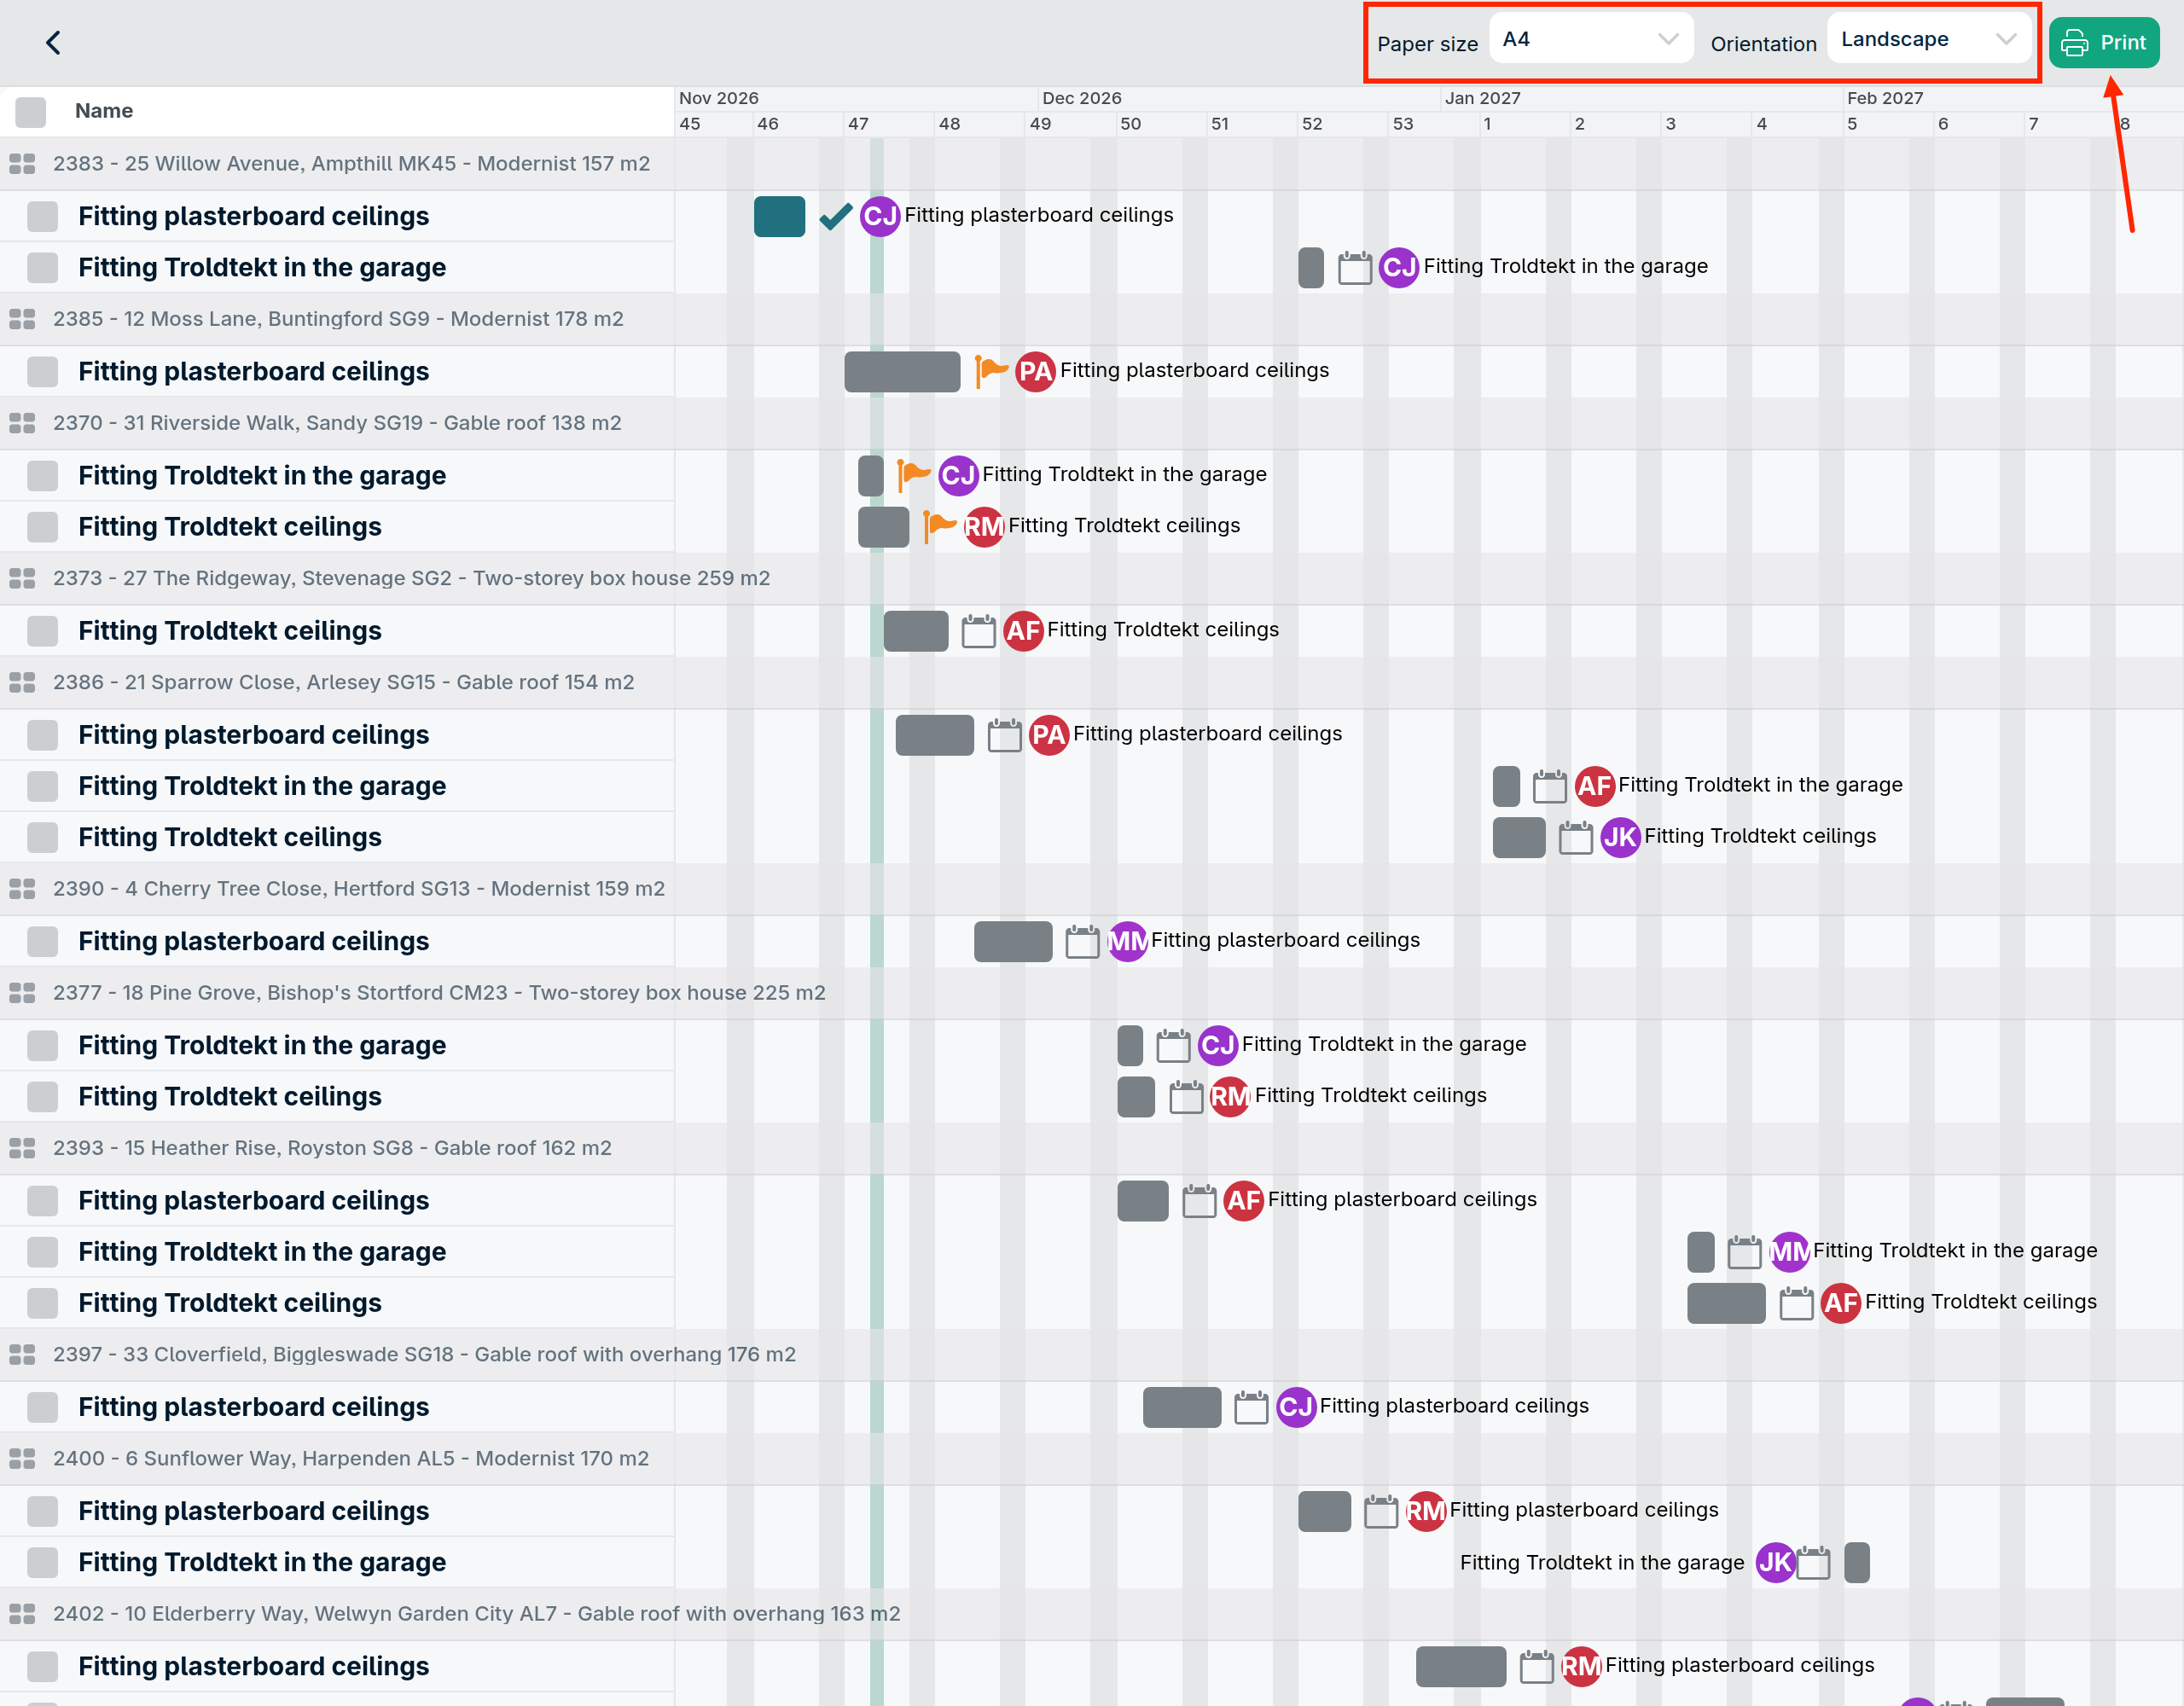 Paper size A4 Orientation Landscape Print
Name
Nov 2026 Dec 2026 Jan 2027 Feb 2027
45 46 47 48 49 50 51 52 53 1 2 3 4 5 6 7 8
2383 - 25 Willow Avenue, Ampthill MK45 - Modernist 157 m2
Fitting plasterboard ceilings CJ Fitting plasterboard ceilings
Fitting Troldtekt in the garage CJ Fitting Troldtekt in the garage
2385 - 12 Moss Lane, Buntingford SG9 - Modernist 178 m2
Fitting plasterboard ceilings PA Fitting plasterboard ceilings
2370 - 31 Riverside Walk, Sandy SG19 - Gable roof 138 m2
Fitting Troldtekt in the garage CJ Fitting Troldtekt in the garage
Fitting Troldtekt ceilings RM Fitting Troldtekt ceilings
2373 - 27 The Ridgeway, Stevenage SG2 - Two-storey box house 259 m2
Fitting Troldtekt ceilings AF Fitting Troldtekt ceilings
2386 - 21 Sparrow Close, Arlesey SG15 - Gable roof 154 m2
Fitting plasterboard ceilings PA Fitting plasterboard ceilings
Fitting Troldtekt in the garage AF Fitting Troldtekt in the garage
Fitting Troldtekt ceilings JK Fitting Troldtekt ceilings
2390 - 4 Cherry Tree Close, Hertford SG13 - Modernist 159 m2
Fitting plasterboard ceilings MM Fitting plasterboard ceilings
2377 - 18 Pine Grove, Bishop's Stortford CM23 - Two-storey box house 225 m2
Fitting Troldtekt in the garage CJ Fitting Troldtekt in the garage
Fitting Troldtekt ceilings RM Fitting Troldtekt ceilings
2393 - 15 Heather Rise, Royston SG8 - Gable roof 162 m2
Fitting plasterboard ceilings AF Fitting plasterboard ceilings
Fitting Troldtekt in the garage MM Fitting Troldtekt in the garage
Fitting Troldtekt ceilings AF Fitting Troldtekt ceilings
2397 - 33 Cloverfield, Biggleswade SG18 - Gable roof with overhang 176 m2
Fitting plasterboard ceilings CJ Fitting plasterboard ceilings
2400 - 6 Sunflower Way, Harpenden AL5 - Modernist 170 m2
Fitting plasterboard ceilings RM Fitting plasterboard ceilings
Fitting Troldtekt in the garage Fitting Troldtekt in the garage JK
2402 - 10 Elderberry Way, Welwyn Garden City AL7 - Gable roof with overhang 163 m2
Fitting plasterboard ceilings RM Fitting plasterboard ceilings